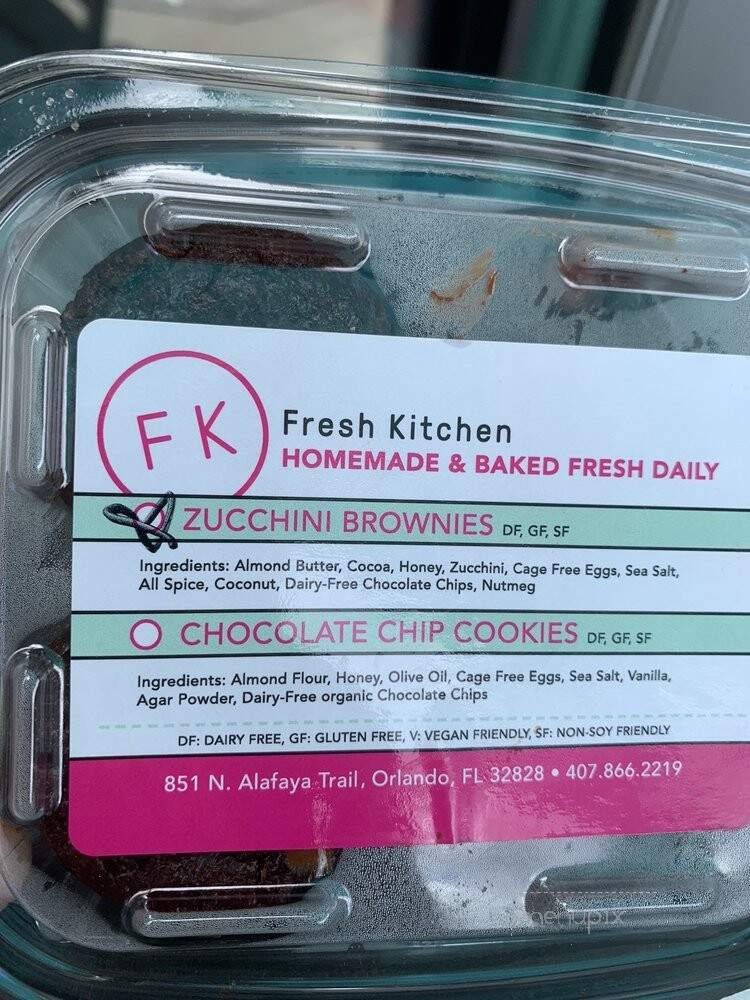 FK
Fresh Kitchen
HOMEMADE & BAKED FRESH DAILY
ZUCCHINI BROWNIES DF, GF, SF
Ingredients: Almond Butter, Cocoa, Honey, Zucchini, Cage Free Eggs, Sea Salt,
All Spice, Coconut, Dairy-Free Chocolate Chips, Nutmeg
CHOCOLATE CHIP COOKIES DF, GF, SF
Ingredients: Almond Flour, Honey, Olive Oil, Cage Free Eggs, Sea Salt, Vanilla,
Agar Powder, Dairy-Free organic Chocolate Chips
DF: DAIRY FREE, GF: GLUTEN FREE, V: VEGAN FRIENDLY, SF: NON-SOY FRIENDLY
851 N. Alafaya Trail, Orlando, FL 32828 • 407.866.2219